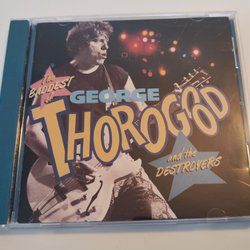 The
BADDEST
of
GEORGE
THOROGOOD
and the
DESTROYERS